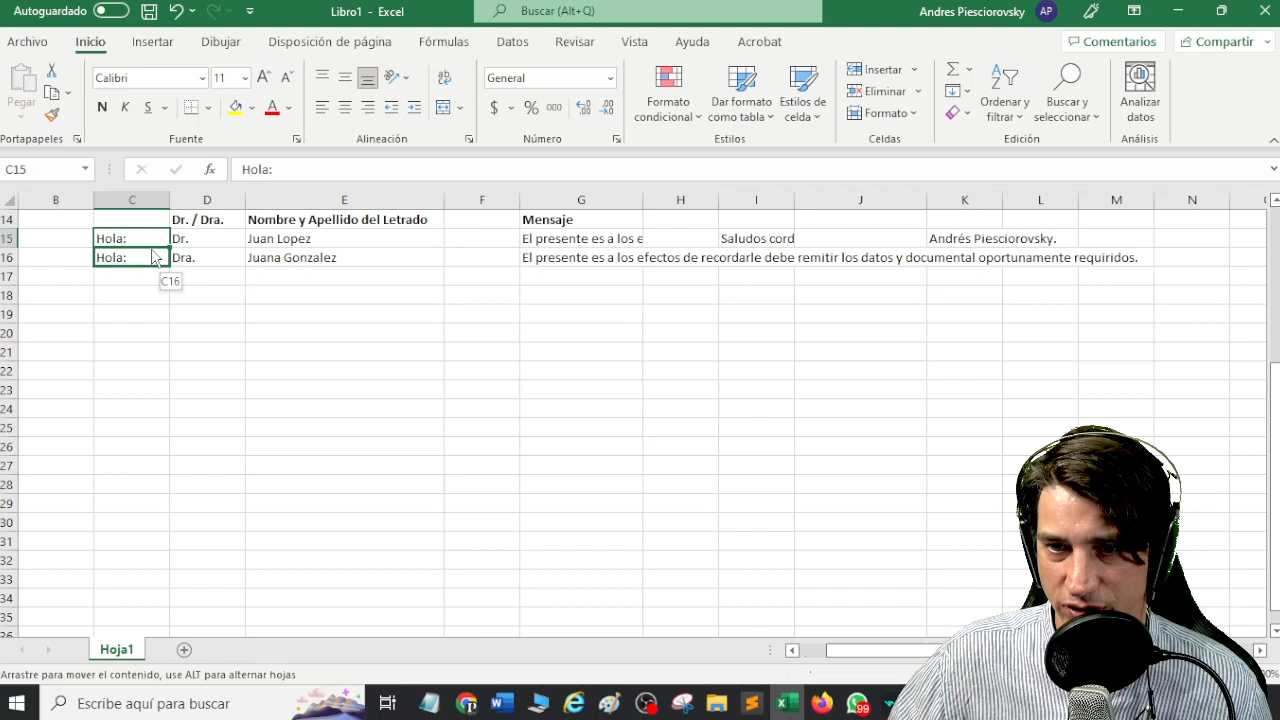 Autoguardado
Libro1 - Excel
Buscar (Alt+Q)
Andres Piesciorovsky
AP
Archivo Inicio Insertar Dibujar Disposición de página Fórmulas Datos Revisar Vista Ayuda Acrobat
Comentarios Compartir
Pegar
Calibri 11
N K S
General
$ % 000
Formato condicional
Dar formato como tabla
Estilos de celda
Insertar
Eliminar
Formato
Ordenar y filtrar
Buscar y seleccionar
Analizar datos
Portapapeles Fuente Alineación Número Estilos Celdas Edición Análisis
C15 fx Hola:
B C D E F G H I J K L M N
14 Dr. / Dra. Nombre y Apellido del Letrado Mensaje
15 Hola: Dr. Juan Lopez El presente es a los e Saludos cord Andrés Piesciorovsky.
16 Hola: Dra. Juana Gonzalez El presente es a los efectos de recordarle debe remitir los datos y documental oportunamente requiridos.
C16
17
18
19
20
21
22
23
24
25
26
27
28
29
30
31
32
33
34
35
Hoja1
Arrastre para mover el contenido, use ALT para alternar hojas
Escribe aquí para buscar
99